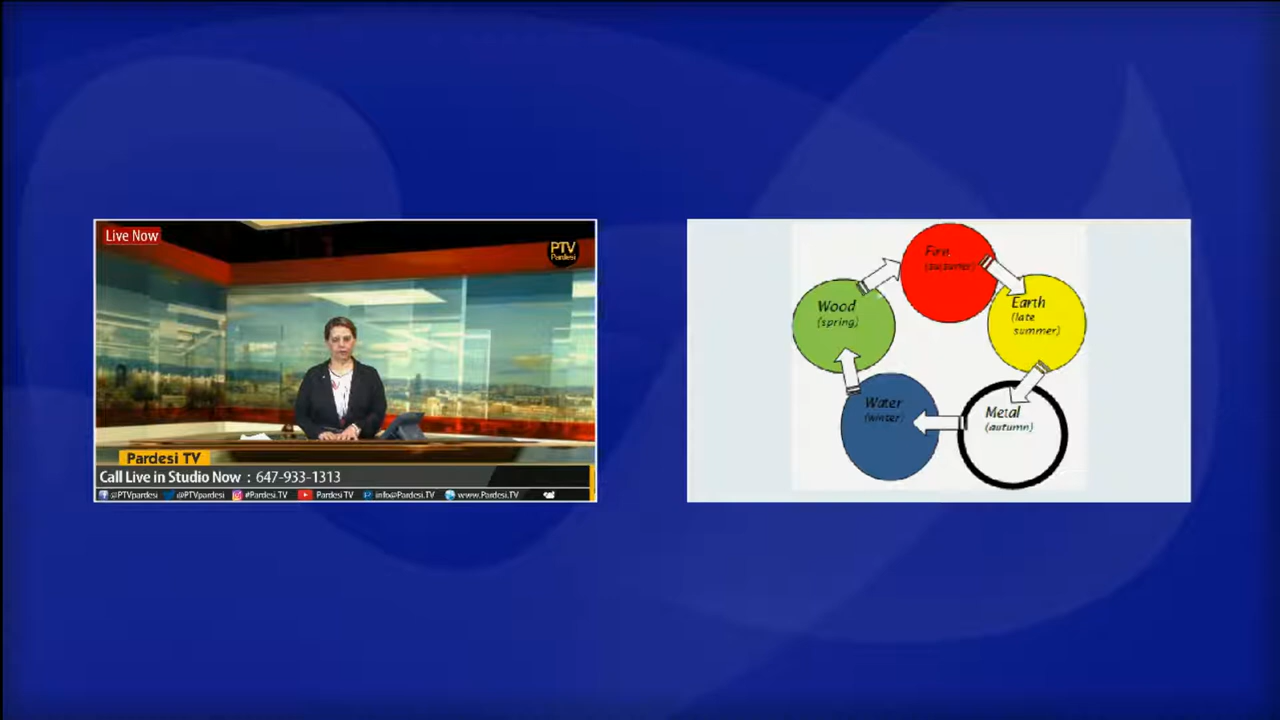 Live Now
PTV
Pardesi
Pardesi TV
Call Live in Studio Now : 647-933-1313
@PTVpardesi @PTVpardesi #Pardesi.TV Pardesi TV info@Pardesi.TV www.Pardesi.TV
Fire
(summer)
Wood
(spring)
Earth
(late
summer)
Water
(winter)
Metal
(autumn)